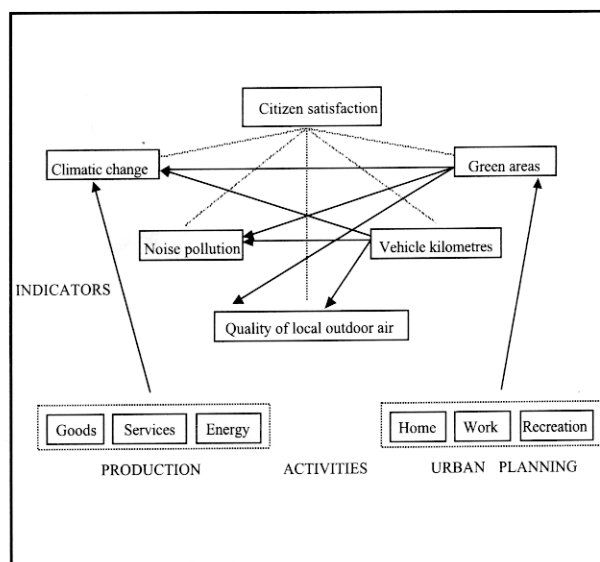 Citizen satisfaction
Climatic change
Green areas
Noise pollution
Vehicle kilometres
INDICATORS
Quality of local outdoor air
Goods
Services
Energy
Home
Work
Recreation
PRODUCTION
ACTIVITIES
URBAN PLANNING